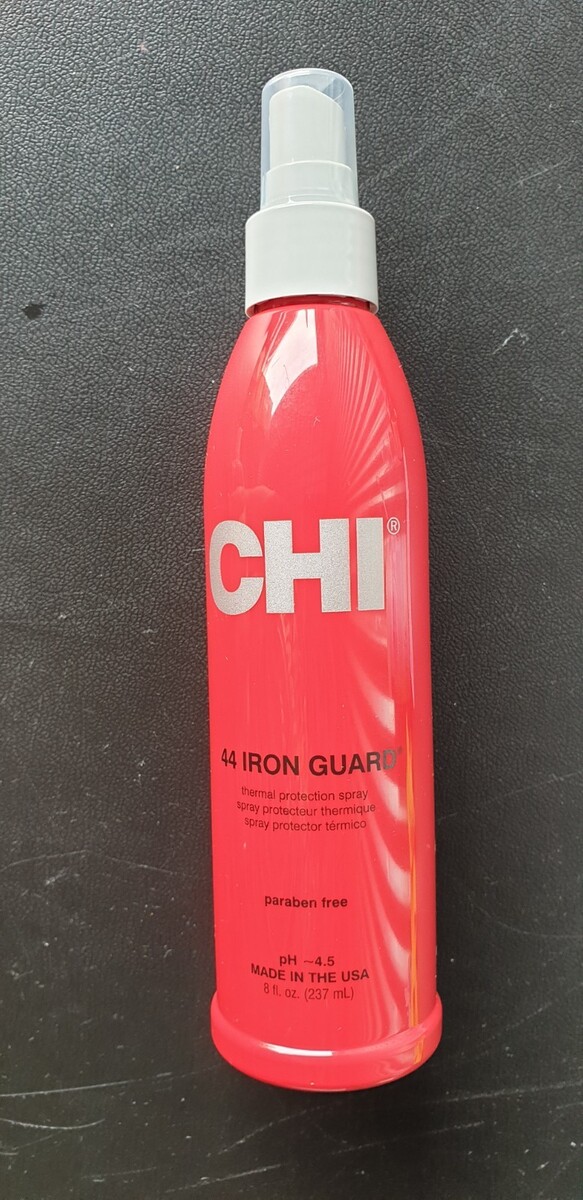 CHI®
44 IRON GUARD®
thermal protection spray
spray protecteur thermique
spray protector térmico
paraben free
pH ~4.5
MADE IN THE USA
8 fl. oz. (237 mL)